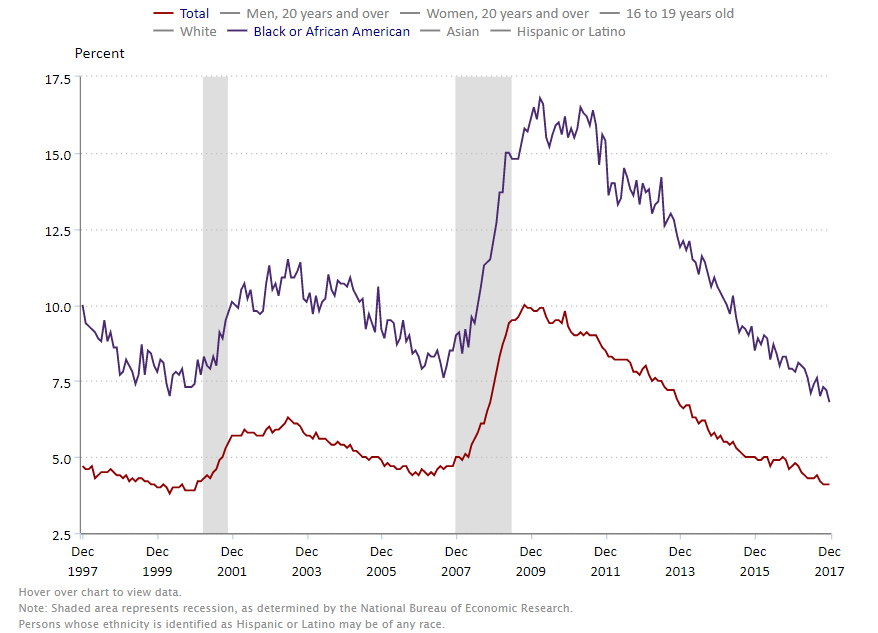 Total Men, 20 years and over Women, 20 years and over 16 to 19 years old
White Black or African American Asian Hispanic or Latino
Percent
17.5
15.0
12.5
10.0
7.5
5.0
2.5
Dec Dec Dec Dec Dec Dec Dec Dec Dec Dec Dec
1997 1999 2001 2003 2005 2007 2009 2011 2013 2015 2017
Hover over chart to view data.
Note: Shaded area represents recession, as determined by the National Bureau of Economic Research.
Persons whose ethnicity is identified as Hispanic or Latino may be of any race.